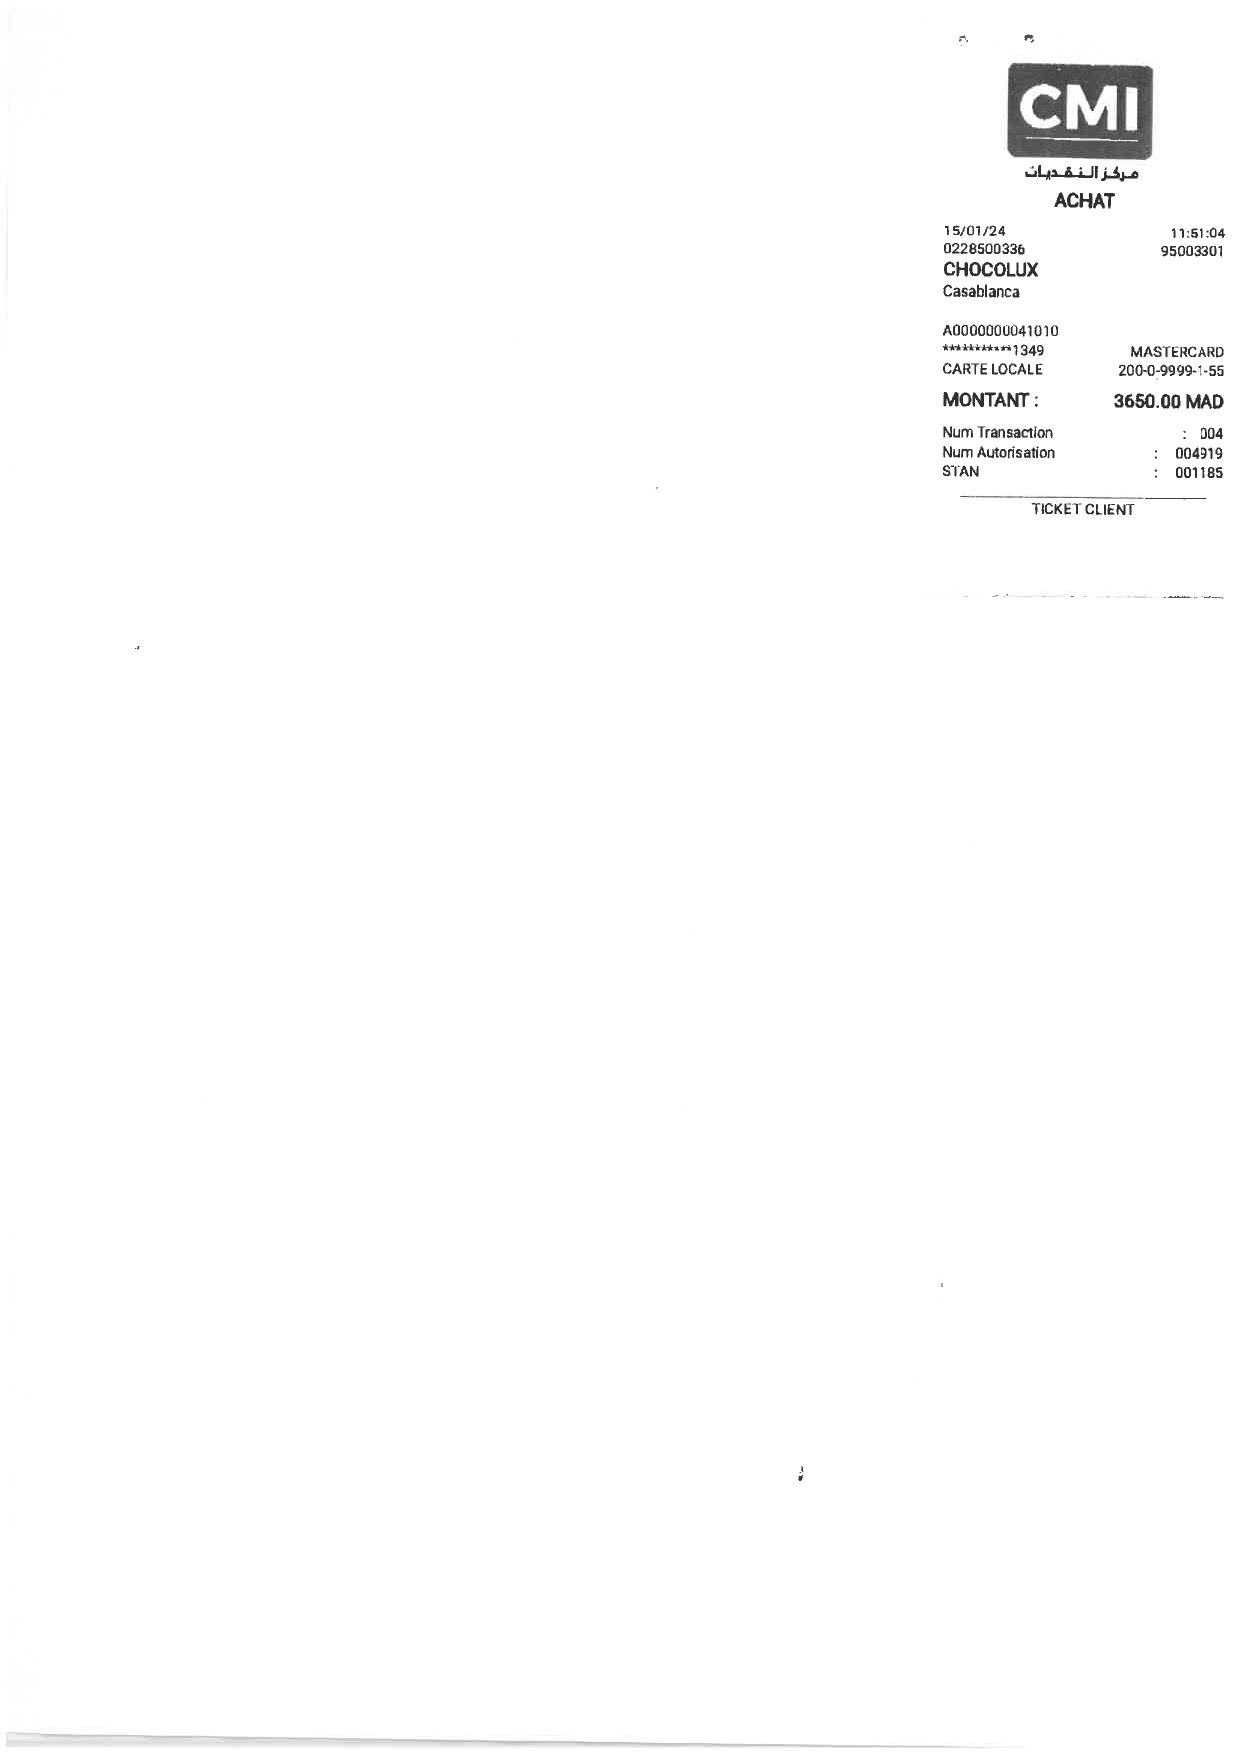 CMI
مركز النقديات
ACHAT
15/01/24 11:51:04
0228500336 95003301
CHOCOLUX
Casablanca
A0000000041010
***********1349 MASTERCARD
CARTE LOCALE 200-0-9999-1-55
MONTANT : 3650.00 MAD
Num Transaction : 004
Num Autorisation : 004919
STAN : 001185
TICKET CLIENT